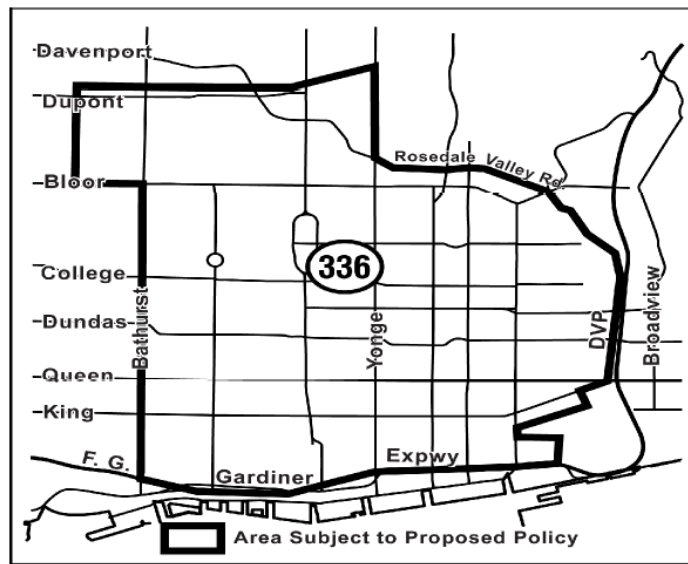 Davenport
Dupont
Rosedale Valley Rd.
Bloor
336
College
Bathurst
Dundas
Yonge
DVP
Broadview
Queen
King
F. G. Gardiner Expwy
Area Subject to Proposed Policy